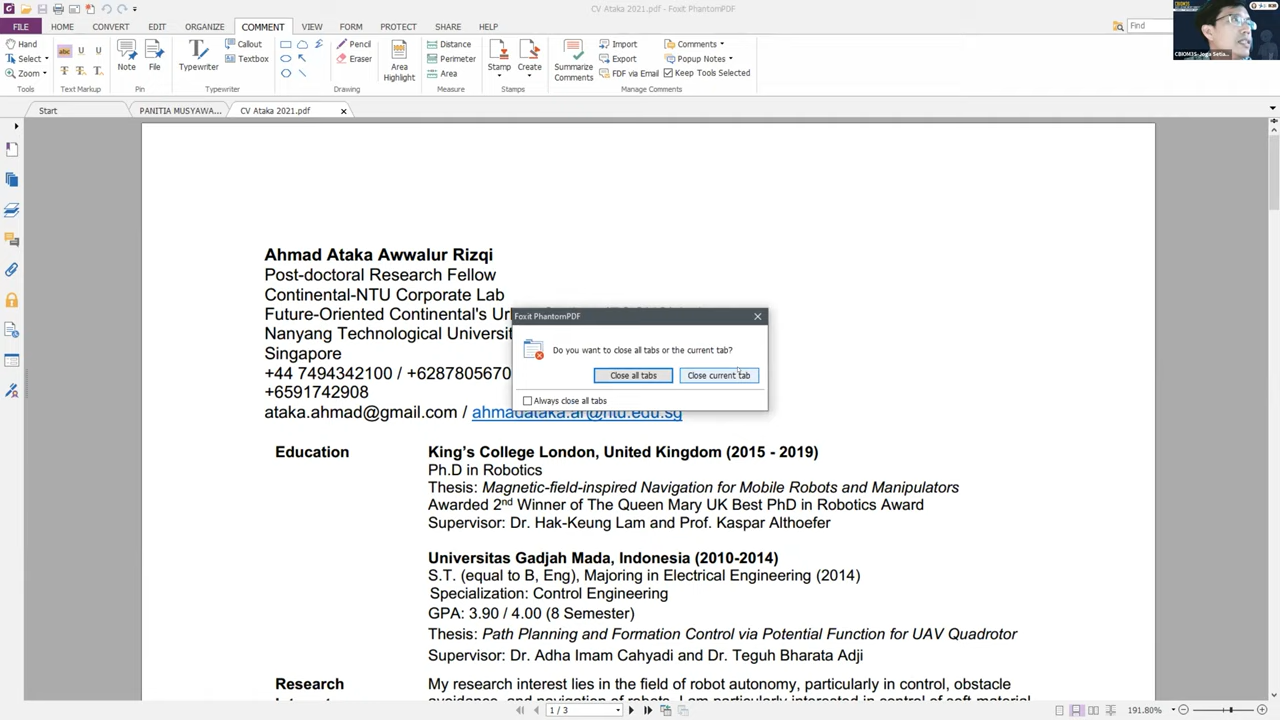 CV Ataka 2021.pdf - Foxit PhantomPDF
FILE HOME CONVERT EDIT ORGANIZE COMMENT VIEW FORM PROTECT SHARE HELP
Find
Hand
Select
Zoom
Tools
Text Markup
Note
File
Pin
Typewriter
Callout
Textbox
Typewriter
Pencil
Eraser
Drawing
Area
Highlight
Distance
Perimeter
Area
Measure
Stamp
Create
Stamps
Summarize
Comments
Import
Export
FDF via Email
Comments
Popup Notes
Keep Tools Selected
Manage Comments
Start
PANITIA MUSYAWA...
CV Ataka 2021.pdf
Ahmad Ataka Awwalur Rizqi
Post-doctoral Research Fellow
Continental-NTU Corporate Lab
Future-Oriented Continental's
Nanyang Technological
Singapore
+44 7494342100 / +6287805670
+6591742908
ataka.ahmad@gmail.com / ahmadataka.ar@ntu.edu.sg
Foxit PhantomPDF
Do you want to close all tabs or the current tab?
Close all tabs
Close current tab
Always close all tabs
Education
King's College London, United Kingdom (2015 - 2019)
Ph.D in Robotics
Thesis: Magnetic-field-inspired Navigation for Mobile Robots and Manipulators
Awarded 2nd Winner of The Queen Mary UK Best PhD in Robotics Award
Supervisor: Dr. Hak-Keung Lam and Prof. Kaspar Althoefer
Universitas Gadjah Mada, Indonesia (2010-2014)
S.T. (equal to B, Eng), Majoring in Electrical Engineering (2014)
Specialization: Control Engineering
GPA: 3.90 / 4.00 (8 Semester)
Thesis: Path Planning and Formation Control via Potential Function for UAV Quadrotor
Supervisor: Dr. Adha Imam Cahyadi and Dr. Teguh Bharata Adji
Research
My research interest lies in the field of robot autonomy, particularly in control, obstacle
1 / 3
191.80%